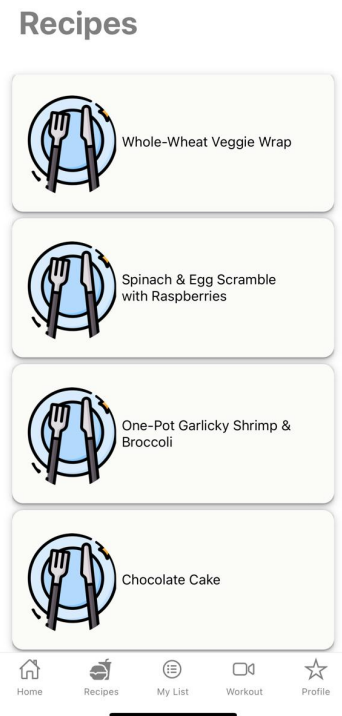 Recipes
Whole-Wheat Veggie Wrap
Spinach & Egg Scramble
with Raspberries
One-Pot Garlicky Shrimp &
Broccoli
Chocolate Cake
Home
Recipes
My List
Workout
Profile